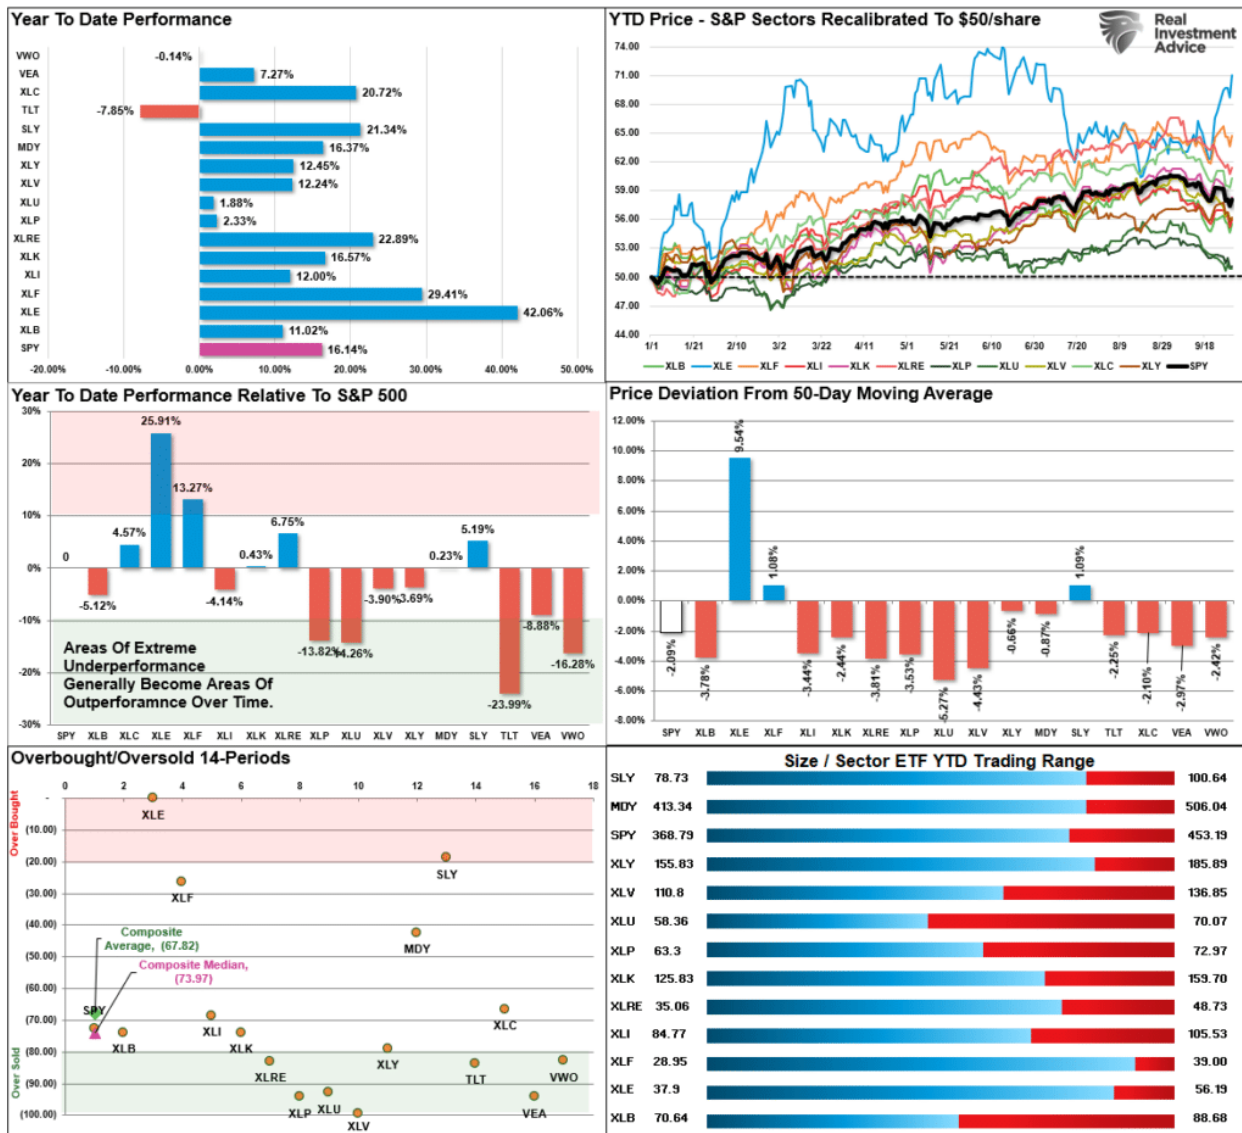 Year To Date Performance
VWO
-0.14%
VEA
7.27%
XLC
20.72%
TLT
-7.85%
SLY
21.34%
MDY
16.37%
XLY
12.45%
XLV
12.24%
XLU
1.88%
XLP
2.33%
XLRE
22.89%
XLK
16.57%
XLI
12.00%
XLF
29.41%
XLE
42.06%
XLB
11.02%
SPY
16.14%
-20.00% -10.00% 0.00% 10.00% 20.00% 30.00% 40.00% 50.00%
YTD Price - S&P Sectors Recalibrated To $50/share
Real
Investment
Advice
74.00
71.00
68.00
65.00
62.00
59.00
56.00
53.00
50.00
47.00
44.00
1/1 1/21 2/10 3/2 3/22 4/11 5/1 5/21 6/10 6/30 7/20 8/9 8/29 9/18
XLB XLE XLF XLI XLK XLRE XLP XLU XLV XLC XLY SPY
Year To Date Performance Relative To S&P 500
30%
20%
10%
0%
-10%
-20%
-30%
0
-5.12%
4.57%
25.91%
13.27%
-4.14%
0.43%
6.75%
-13.82%
-14.26%
-3.90%
-3.69%
0.23%
5.19%
-23.99%
-8.88%
-16.28%
Areas Of Extreme
Underperformance
Generally Become Areas Of
Outperforamnce Over Time.
SPY XLB XLC XLE XLF XLI XLK XLRE XLP XLU XLV XLY MDY SLY TLT VEA VWO
Price Deviation From 50-Day Moving Average
12.00%
10.00%
8.00%
6.00%
4.00%
2.00%
0.00%
-2.00%
-4.00%
-6.00%
-8.00%
-2.09%
-3.78%
9.54%
1.08%
-3.44%
-2.44%
-3.81%
-3.53%
-5.27%
-4.43%
-0.66%
-0.87%
1.09%
-2.25%
-2.10%
-2.97%
-2.42%
SPY XLB XLE XLF XLI XLK XLRE XLP XLU XLV XLY MDY SLY TLT XLC VEA VWO
Overbought/Oversold 14-Periods
0 2 4 6 8 10 12 14 16 18
-
(10.00)
(20.00)
(30.00)
(40.00)
(50.00)
(60.00)
(70.00)
(80.00)
(90.00)
(100.00)
Over Bought
Over Sold
XLE
SLY
XLF
MDY
Composite
Average, (67.82)
Composite Median,
(73.97)
SPY
XLB
XLI
XLK
XLC
XLRE
XLY
TLT
VWO
XLP
XLU
XLV
VEA
Size / Sector ETF YTD Trading Range
SLY 78.73 100.64
MDY 413.34 506.04
SPY 368.79 453.19
XLY 155.83 185.89
XLV 110.8 136.85
XLU 58.36 70.07
XLP 63.3 72.97
XLK 125.83 159.70
XLRE 35.06 48.73
XLI 84.77 105.53
XLF 28.95 39.00
XLE 37.9 56.19
XLB 70.64 88.68